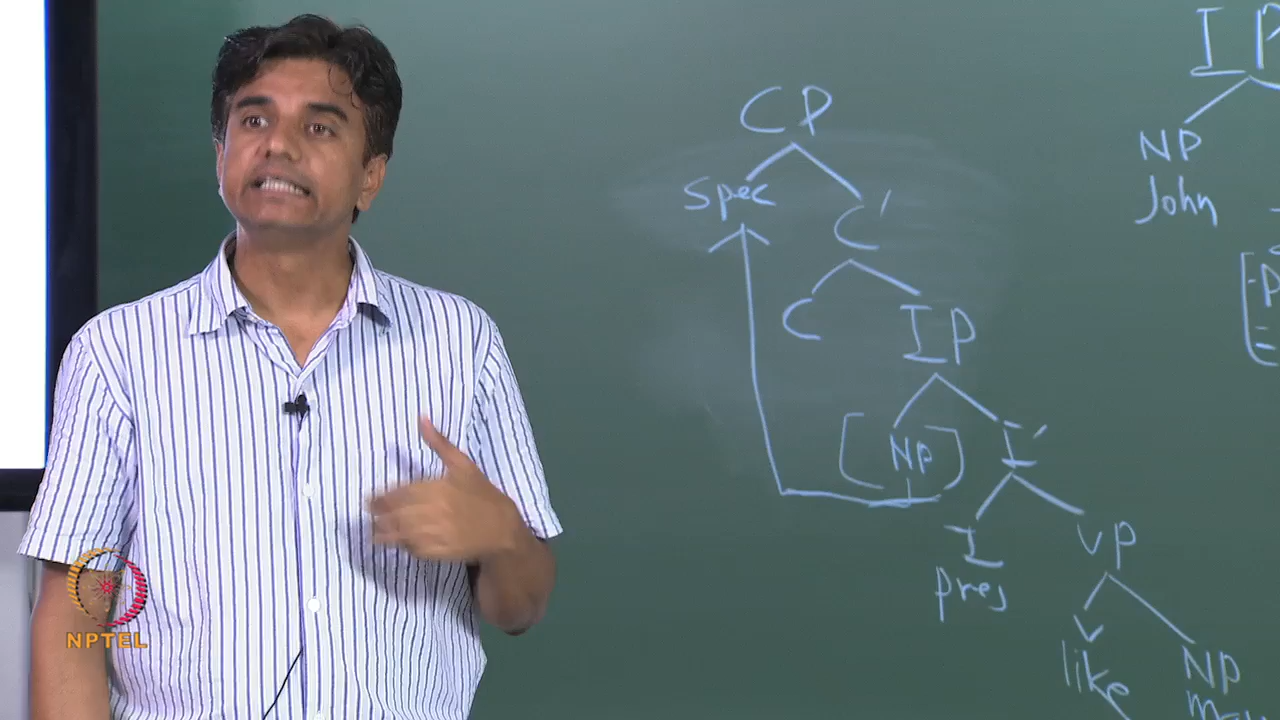 CP
Spec C'
C IP
[NP] I'
I VP
pres
V NP
like
IP
NP
John
NPTEL